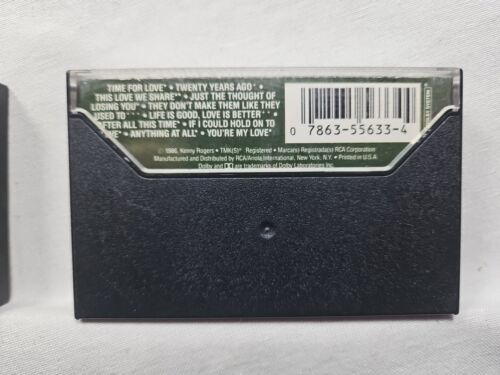 TIME FOR LOVE* • TWENTY YEARS AGO*
THIS LOVE WE SHARE** • JUST THE THOUGHT OF
LOSING YOU* • THEY DON'T MAKE THEM LIKE THEY
USED TO**** • LIFE IS GOOD, LOVE IS BETTER***
AFTER ALL THIS TIME** • IF I COULD HOLD ON TO
• ANYTHING AT ALL* • YOU'RE MY LOVE*
© 1986, Kenny Rogers • TMK(S)® Registered • Marca(s) Registrada(s) RCA Corporation
Manufactured and Distributed by RCA/Ariola International, New York, N.Y. • Printed in U.S.A.
Dolby and are trademarks of Dolby Laboratories Inc.
0 7863-55633-4